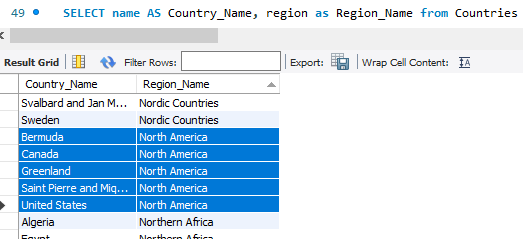 49 SELECT name AS Country_Name, region as Region_Name from Countries
Result Grid Filter Rows: Export: Wrap Cell Content:
Country_Name Region_Name
Svalbard and Jan M... Nordic Countries
Sweden Nordic Countries
Bermuda North America
Canada North America
Greenland North America
Saint Pierre and Miq... North America
United States North America
Algeria Northern Africa
Egypt Northern Africa